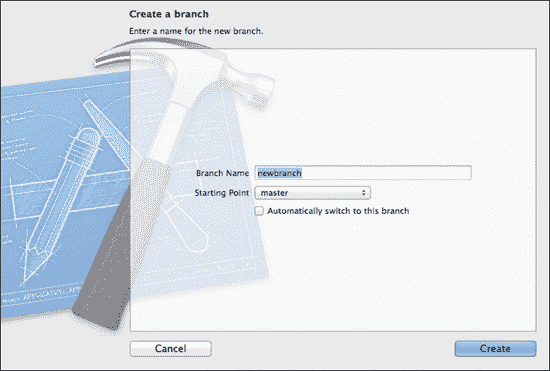 Create a branch
Enter a name for the new branch.
Branch Name newbranch
Starting Point master
Automatically switch to this branch
Cancel Create